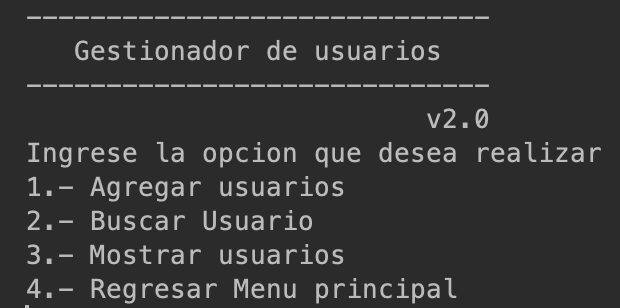 -----------------------------
Gestionador de usuarios
-----------------------------
v2.0
Ingrese la opcion que desea realizar
1.- Agregar usuarios
2.- Buscar Usuario
3.- Mostrar usuarios
4.- Regresar Menu principal